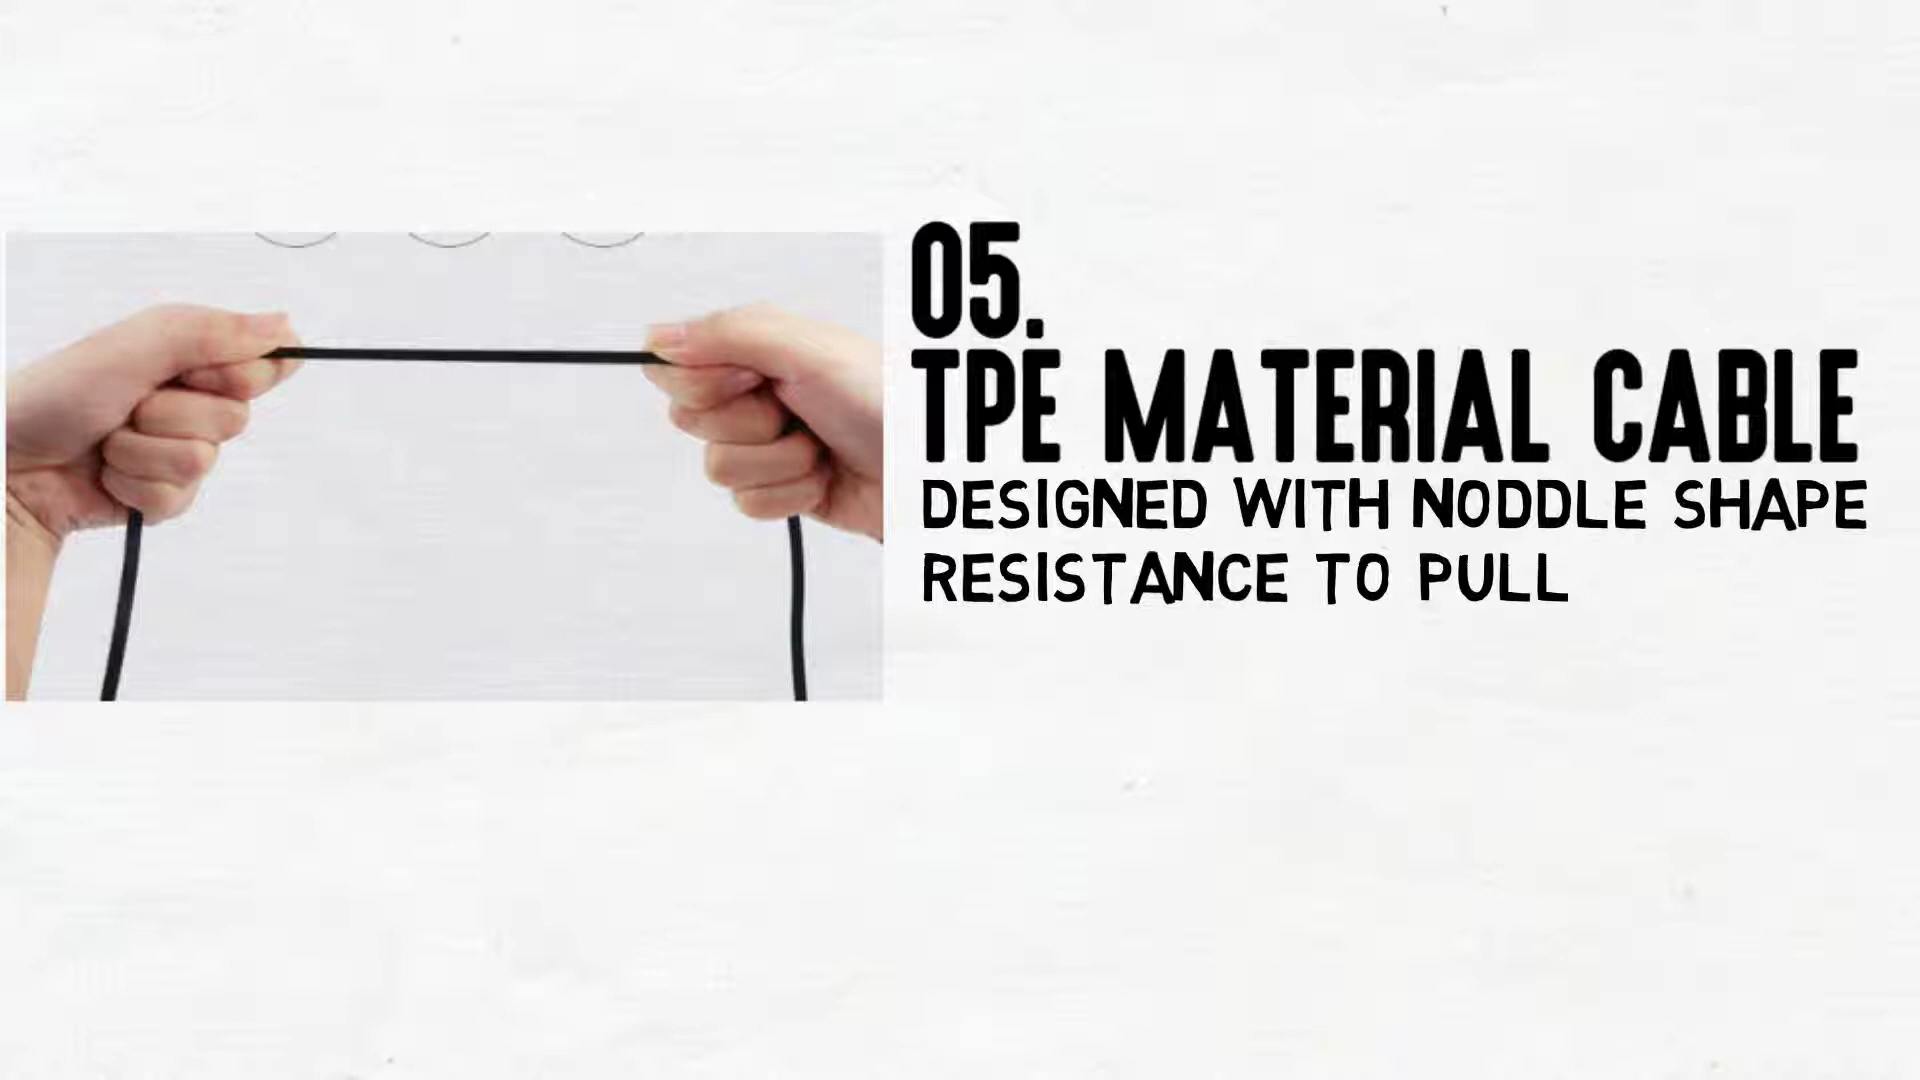 05.
TPE MATERIAL CABLE
DESIGNED WITH NODDLE SHAPE
RESISTANCE TO PULL